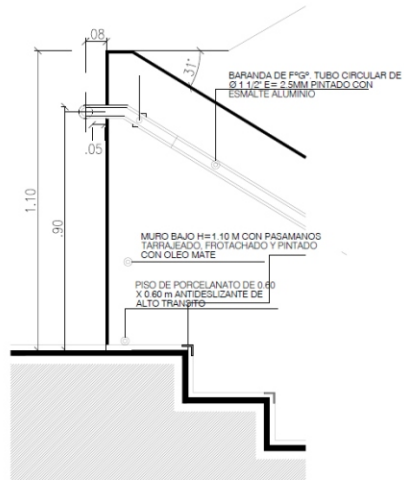 .08
31°
BARANDA DE FºGº. TUBO CIRCULAR DE
Ø 1 1/2" E= 2.5MM PINTADO CON
ESMALTE ALUMINIO
.05
1.10
.90
MURO BAJO H=1.10 M CON PASAMANOS
TARRAJEADO, FROTACHADO Y PINTADO
CON OLEO MATE
PISO DE PORCELANATO DE 0.60
X 0.60 m ANTIDESLIZANTE DE
ALTO TRANSITO